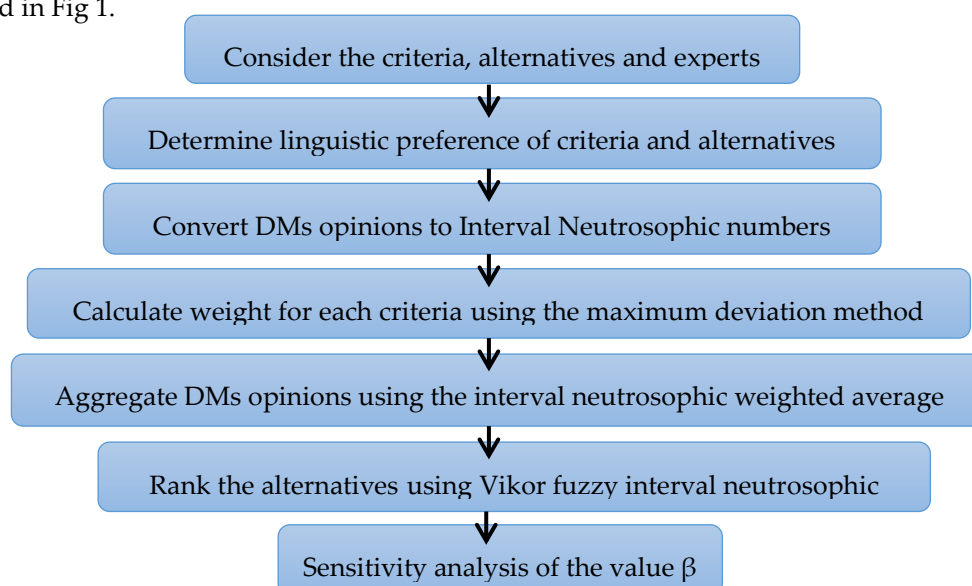 d in Fig 1.
Consider the criteria, alternatives and experts
Determine linguistic preference of criteria and alternatives
Convert DMs opinions to Interval Neutrosophic numbers
Calculate weight for each criteria using the maximum deviation method
Aggregate DMs opinions using the interval neutrosophic weighted average
Rank the alternatives using Vikor fuzzy interval neutrosophic
Sensitivity analysis of the value β